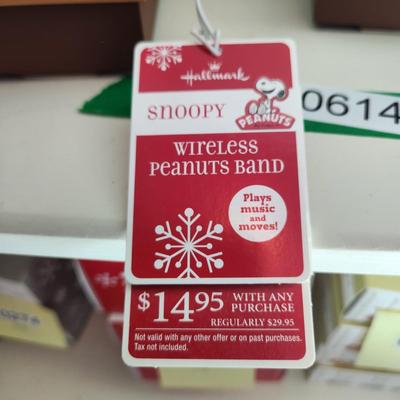 Hallmark
SNOOPY
PEANUTS
0614
WIRELESS
PEANUTS BAND
Plays
music
and
moves!
$14.95 WITH ANY
PURCHASE
REGULARLY $29.95
Not valid with any other offer or on past purchases.
Tax not included.